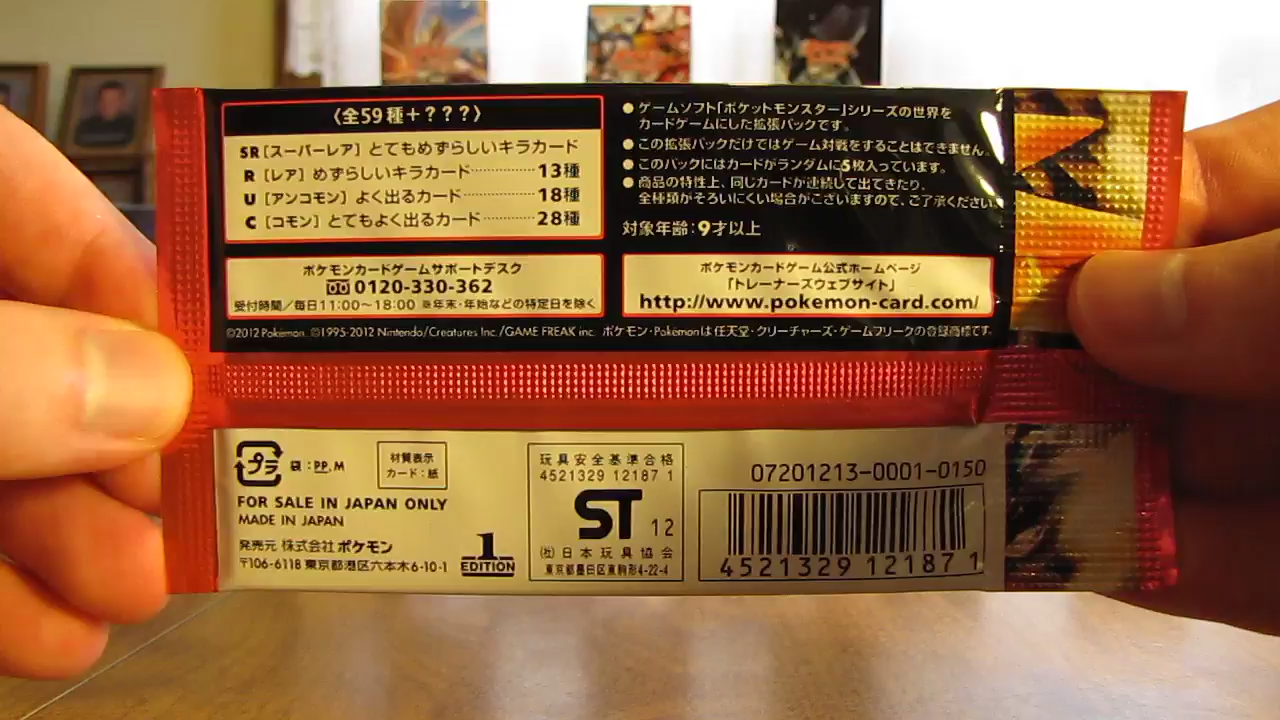 〈全59種+???〉
SR[スーパーレア]とてもめずらしいキラカード
R[レア]めずらしいキラカード………13種
U[アンコモン]よく出るカード………18種
C[コモン]とてもよく出るカード………28種
ポケモンカードゲームサポートデスク
0120-330-362
受付時間/毎日11:00〜18:00 ※年末・年始などの特定日を除く
●ゲームソフト「ポケットモンスター」シリーズの世界を
カードゲームにした拡張パックです。
●この拡張パックだけではゲーム対戦をすることはできません。
●このパックにはカードがランダムに5枚入っています。
●商品の特性上、同じカードが連続して出てきたり、
全種類がそろいにくい場合がございますので、ご了承ください。
対象年齢:9才以上
ポケモンカードゲーム公式ホームページ
「トレーナーズウェブサイト」
http://www.pokemon-card.com/
©2012 Pokémon. ©1995-2012 Nintendo/Creatures Inc./GAME FREAK inc. ポケモン・Pokémonは任天堂・クリーチャーズ・ゲームフリークの登録商標です。
プラ
袋:PP,M
材質表示
カード:紙
FOR SALE IN JAPAN ONLY
MADE IN JAPAN
発売元 株式会社ポケモン
〒106-6118 東京都港区六本木6-10-1
1
EDITION
玩具安全基準合格
4521329 12187 1
ST 12
(社)日本玩具協会
東京都墨田区東駒形4-22-4
07201213-0001-0150
4521329 121871